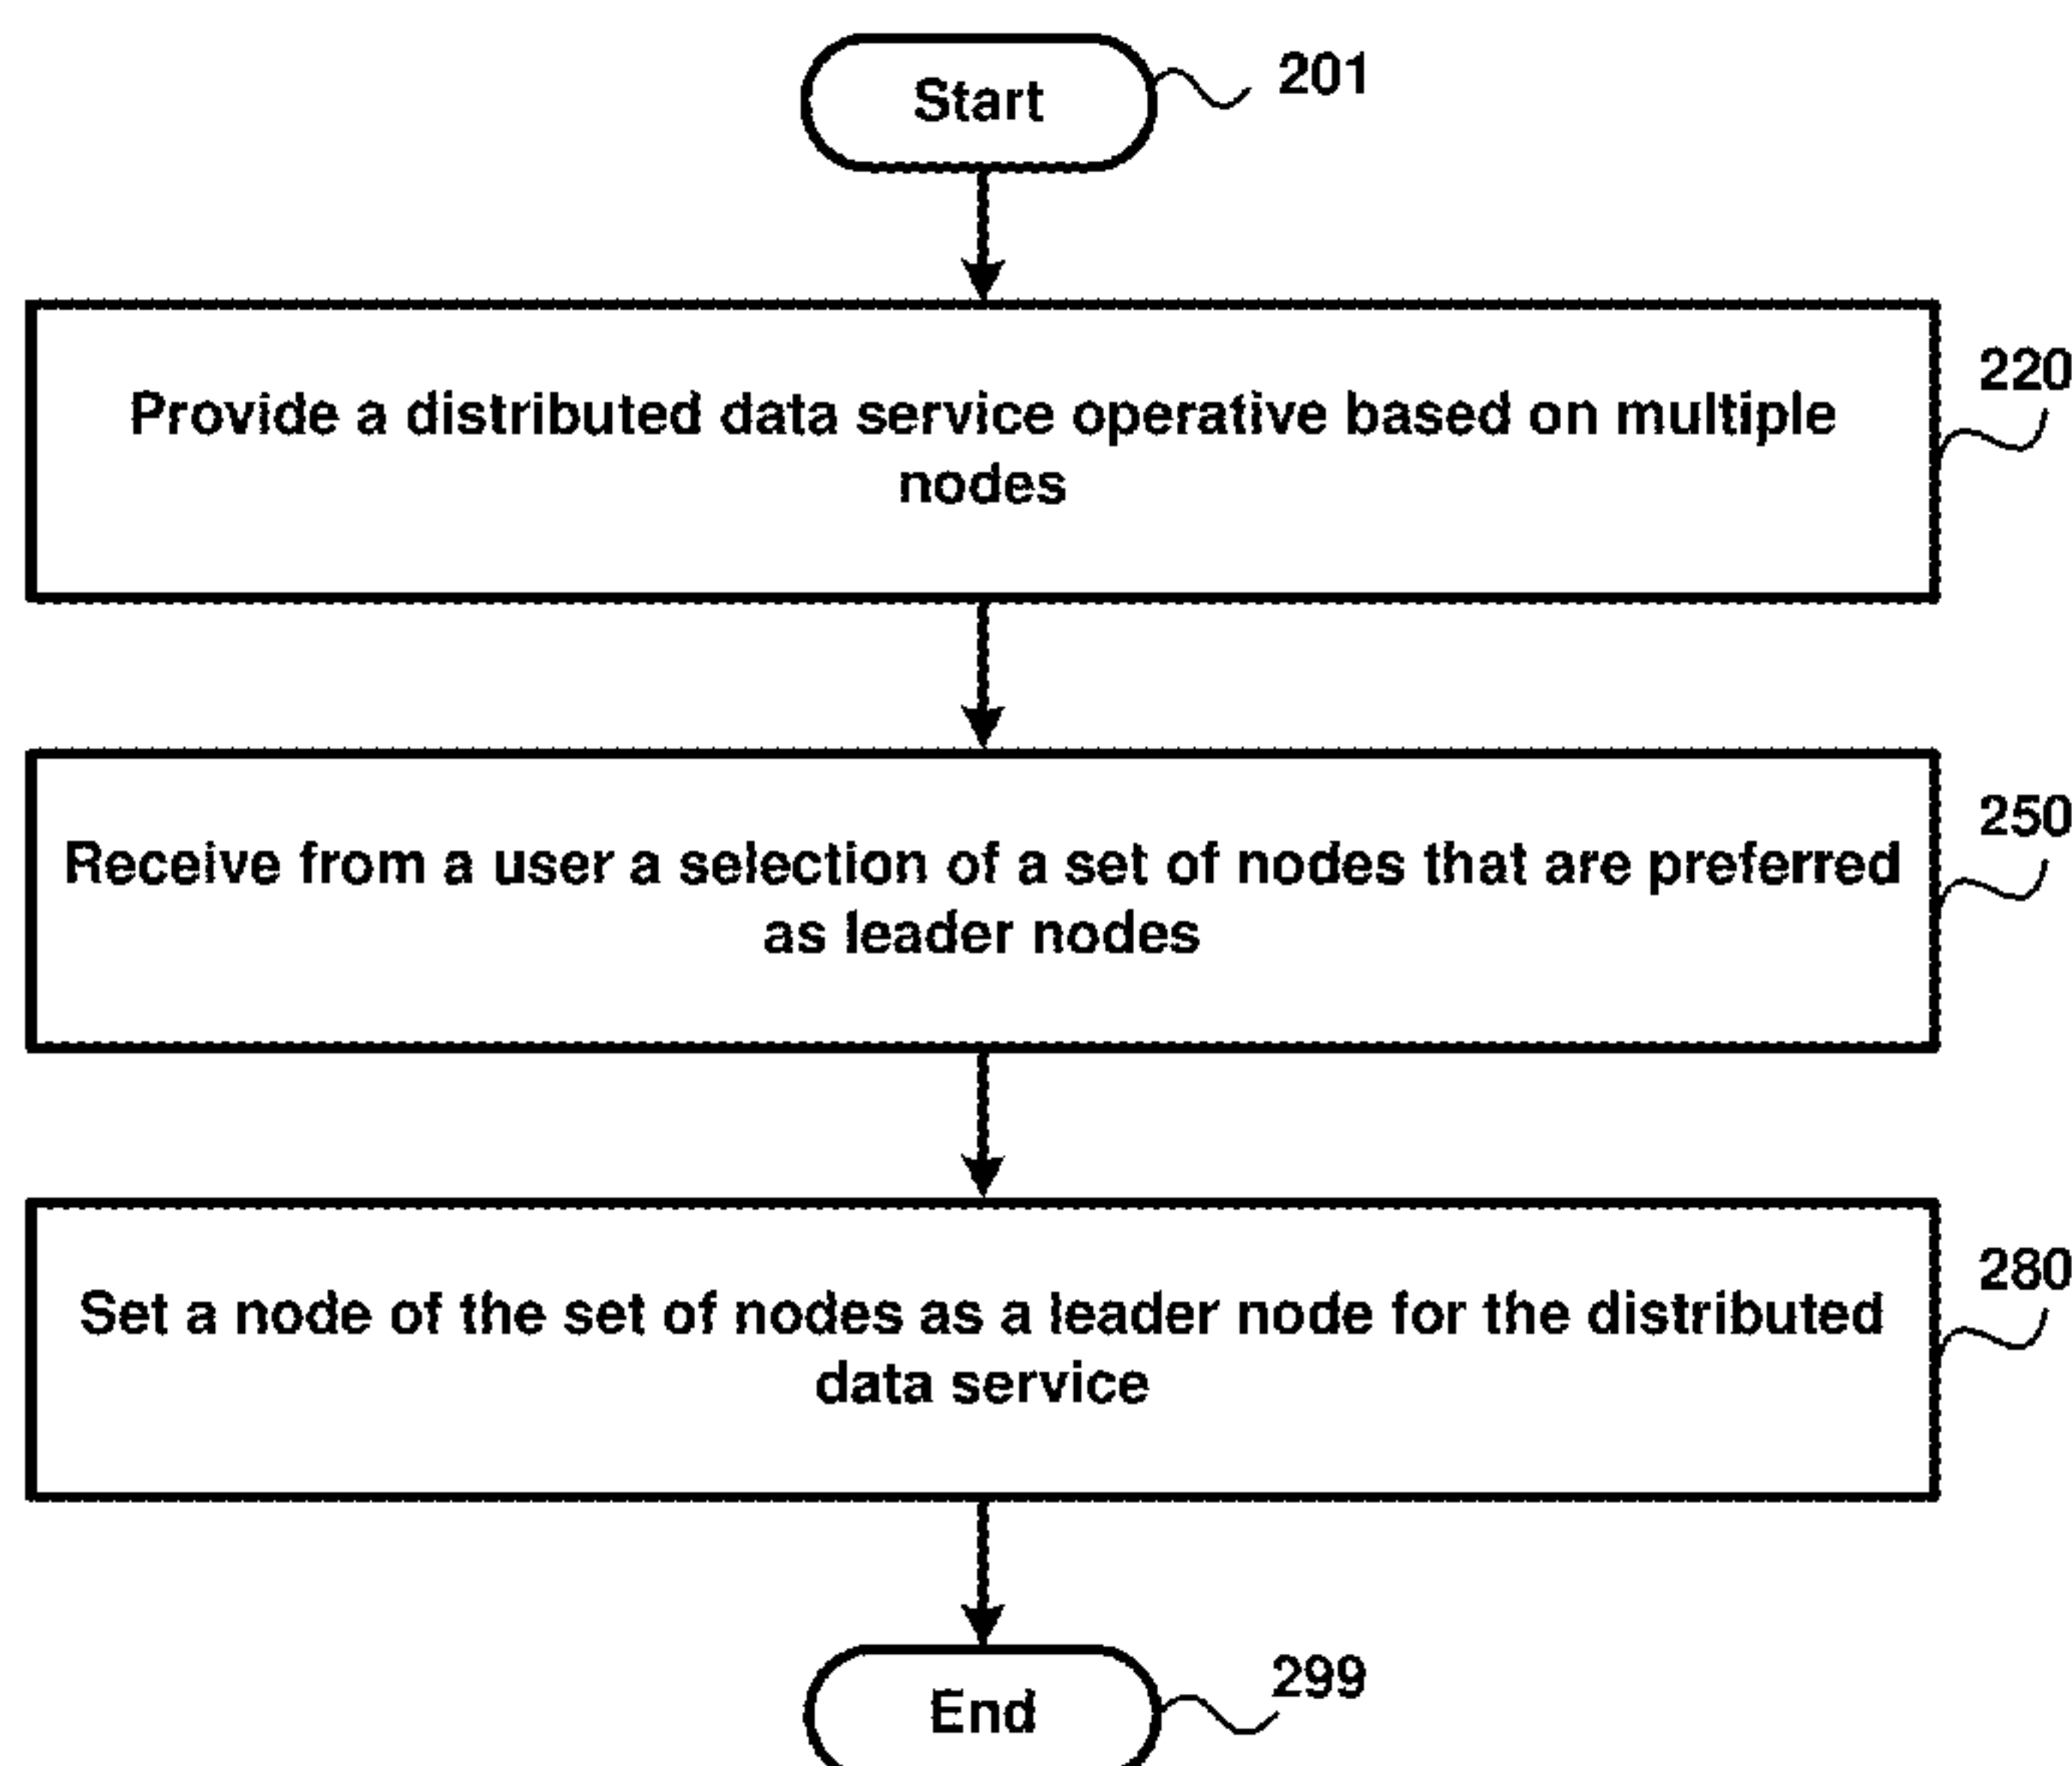 Start
201
Provide a distributed data service operative based on multiple
nodes
220
Receive from a user a selection of a set of nodes that are preferred
as leader nodes
250
Set a node of the set of nodes as a leader node for the distributed
data service
280
End
299